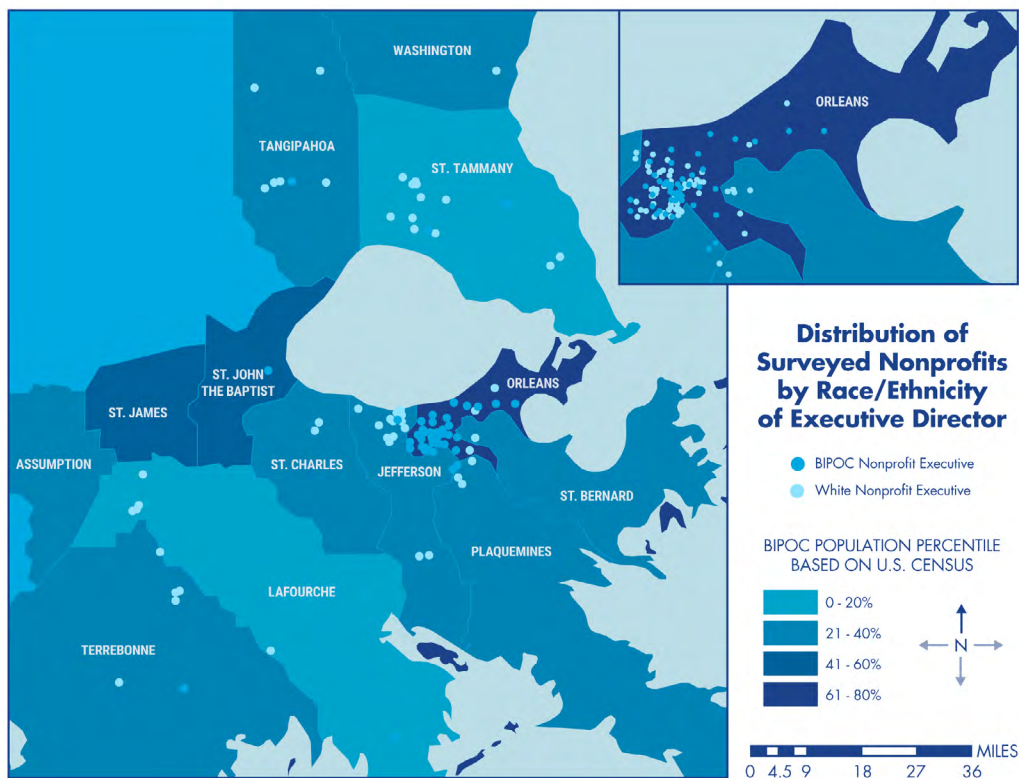 WASHINGTON
TANGIPAHOA
ST. TAMMANY
ORLEANS
ST. JOHN
THE BAPTIST
ST. JAMES
ORLEANS
ASSUMPTION
ST. CHARLES
JEFFERSON
ST. BERNARD
PLAQUEMINES
LAFOURCHE
TERREBONNE
Distribution of
Surveyed Nonprofits
by Race/Ethnicity
of Executive Director
BIPOC Nonprofit Executive
White Nonprofit Executive
BIPOC POPULATION PERCENTILE
BASED ON U.S. CENSUS
0 - 20%
21 - 40%
41 - 60%
61 - 80%
N
MILES
0 4.5 9 18 27 36